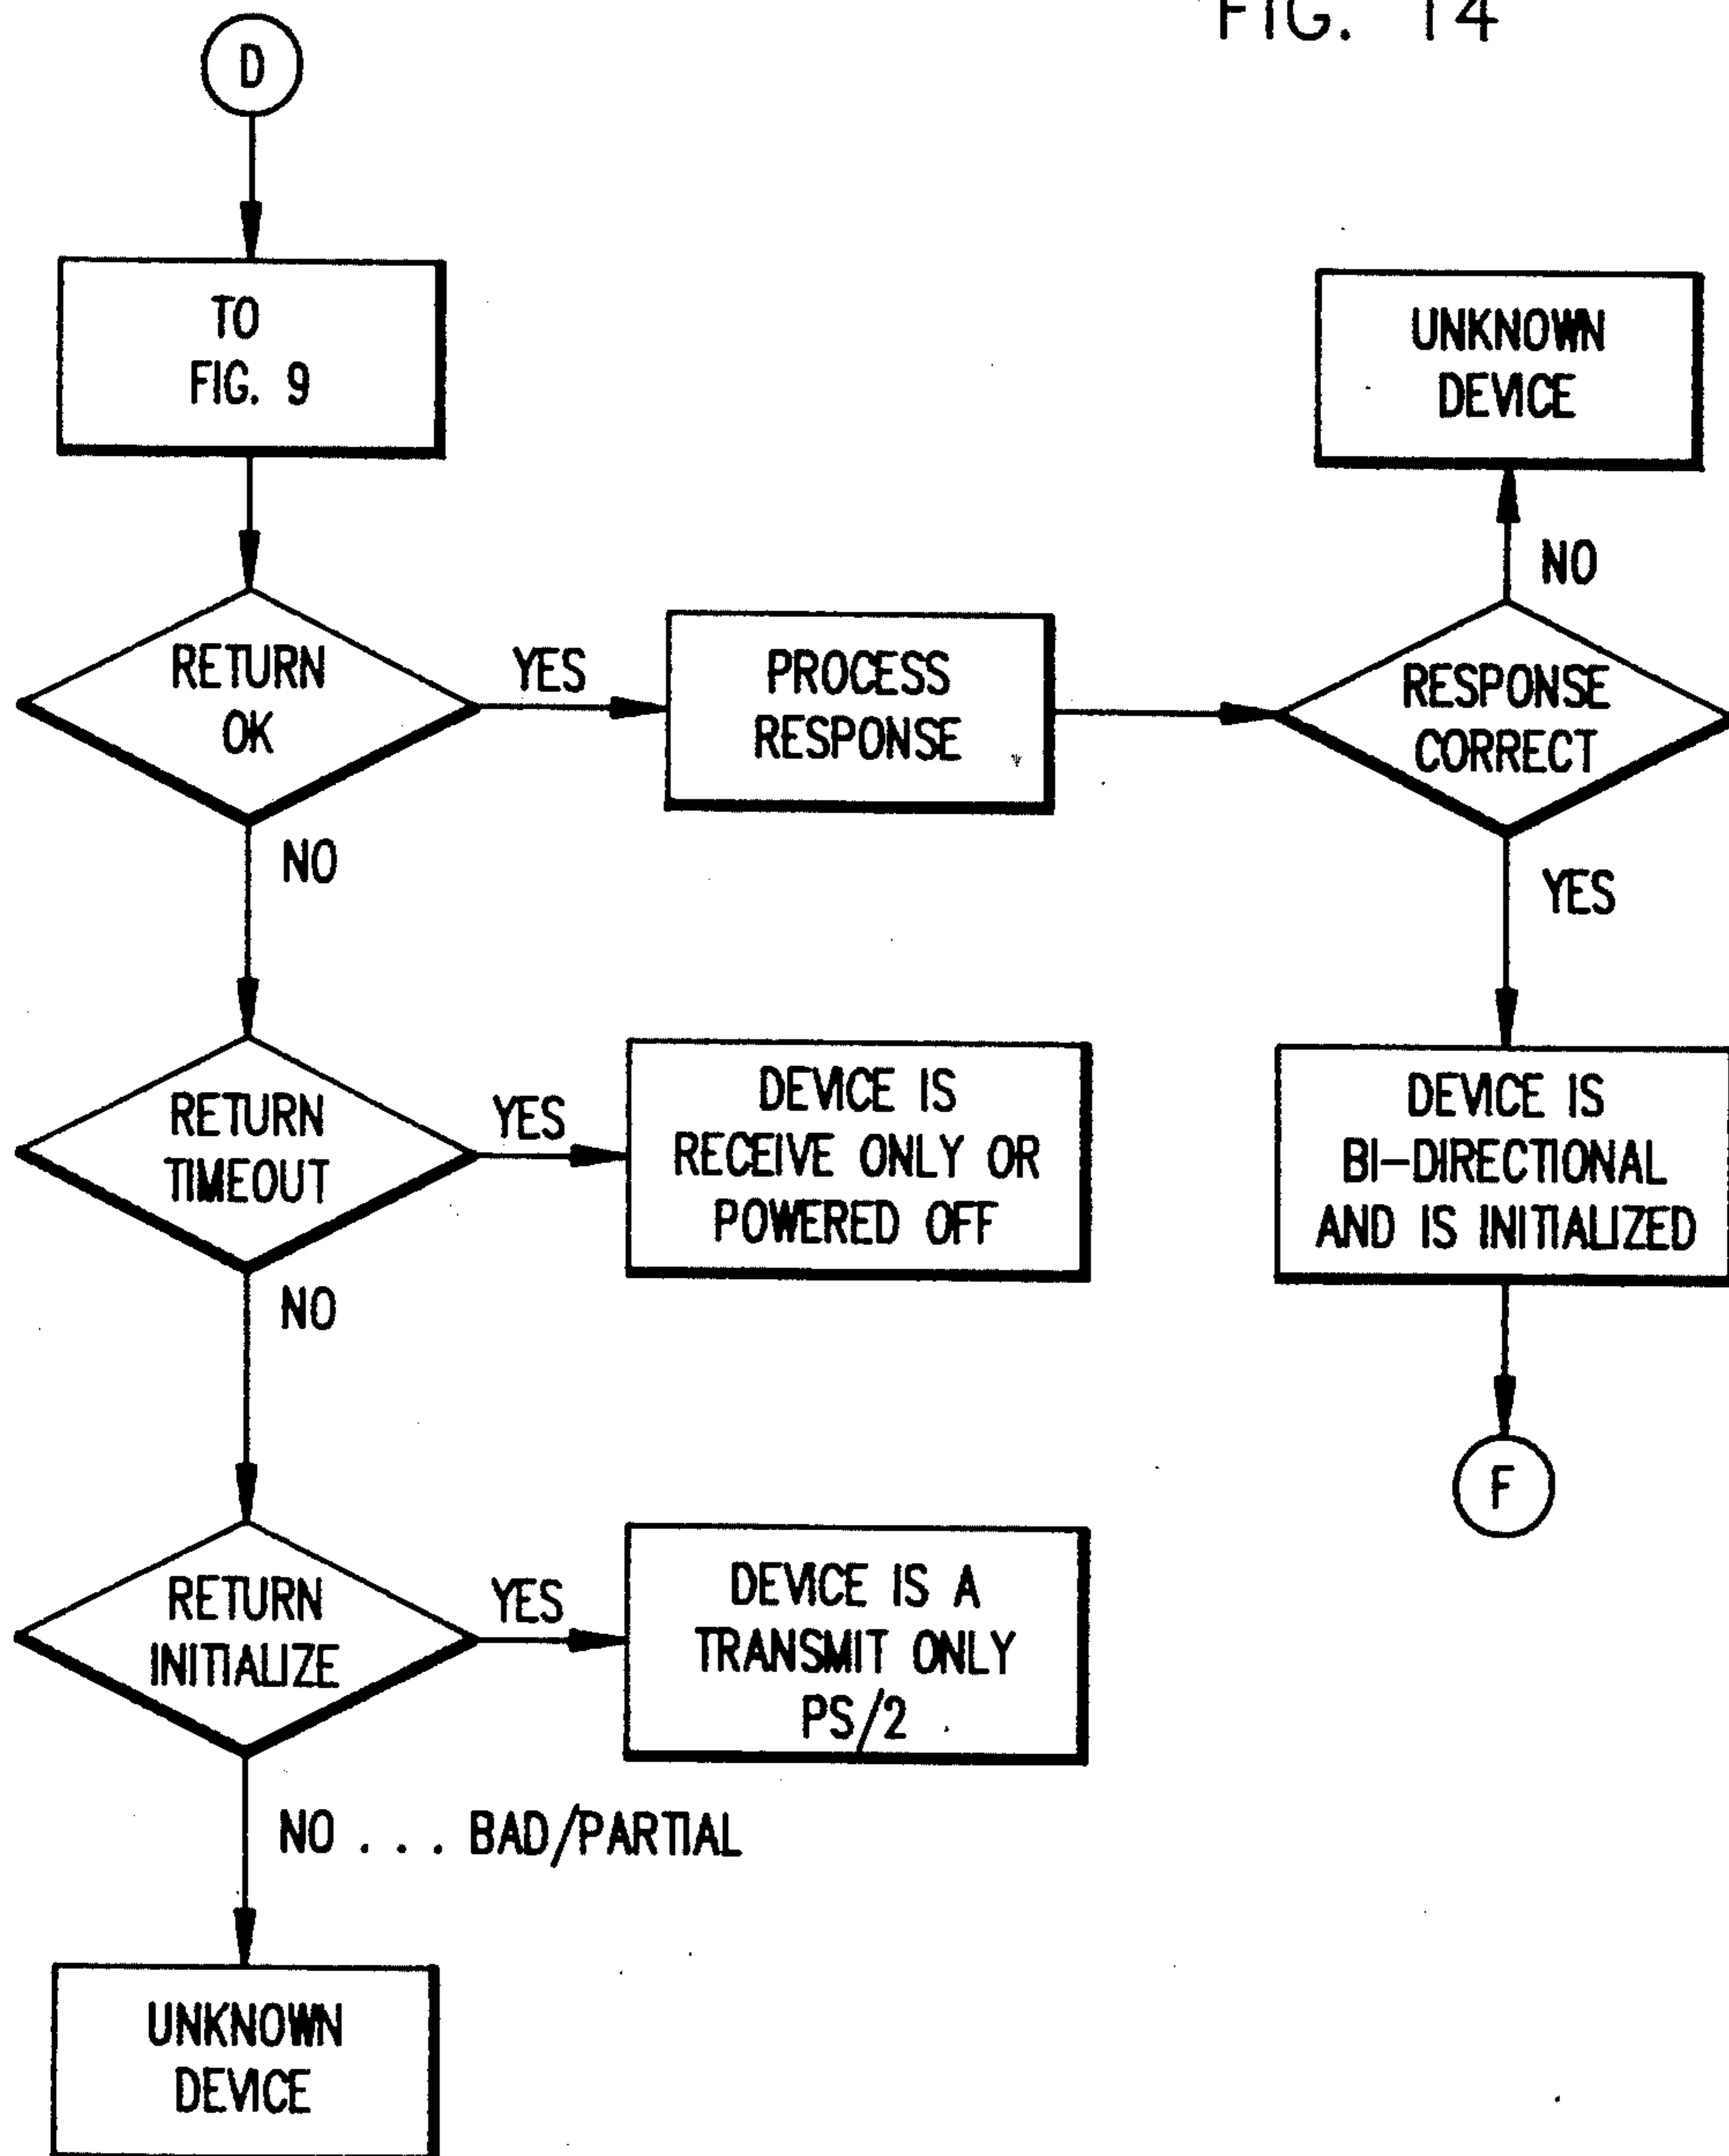 FIG. 14
D
TO
FIG. 9
RETURN
OK
YES
PROCESS
RESPONSE
RESPONSE
CORRECT
NO
UNKNOWN
DEVICE
YES
DEVICE IS
BI-DIRECTIONAL
AND IS INITIALIZED
F
NO
RETURN
TIMEOUT
YES
DEVICE IS
RECEIVE ONLY OR
POWERED OFF
NO
RETURN
INITIALIZE
YES
DEVICE IS A
TRANSMIT ONLY
PS/2
NO . . . BAD/PARTIAL
UNKNOWN
DEVICE